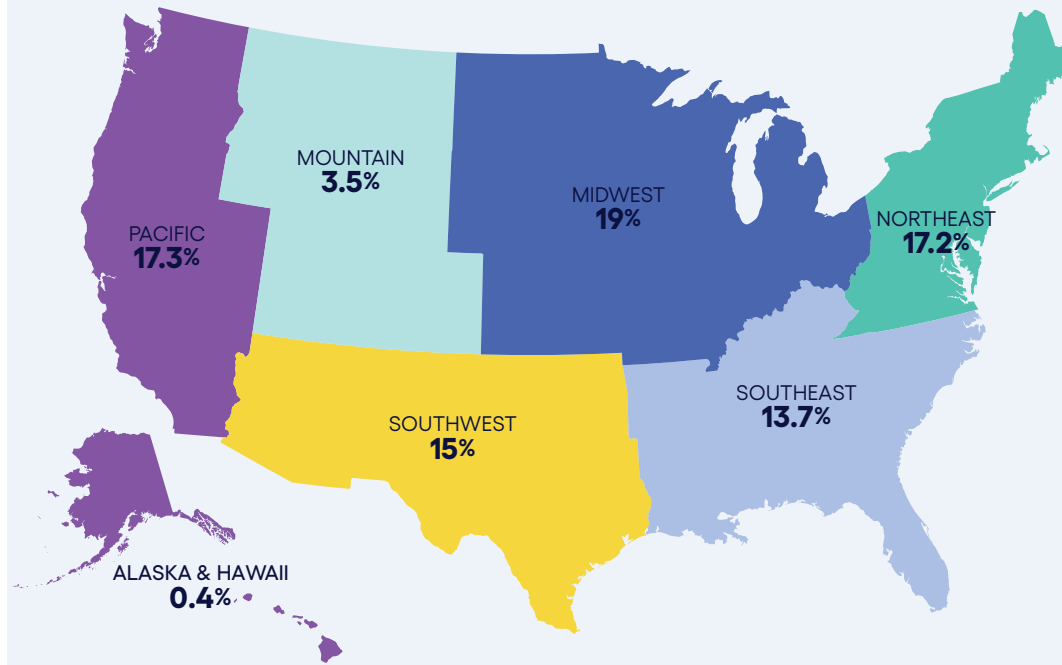 MOUNTAIN
3.5%
MIDWEST
19%
NORTHEAST
17.2%
PACIFIC
17.3%
SOUTHEAST
13.7%
SOUTHWEST
15%
ALASKA & HAWAII
0.4%